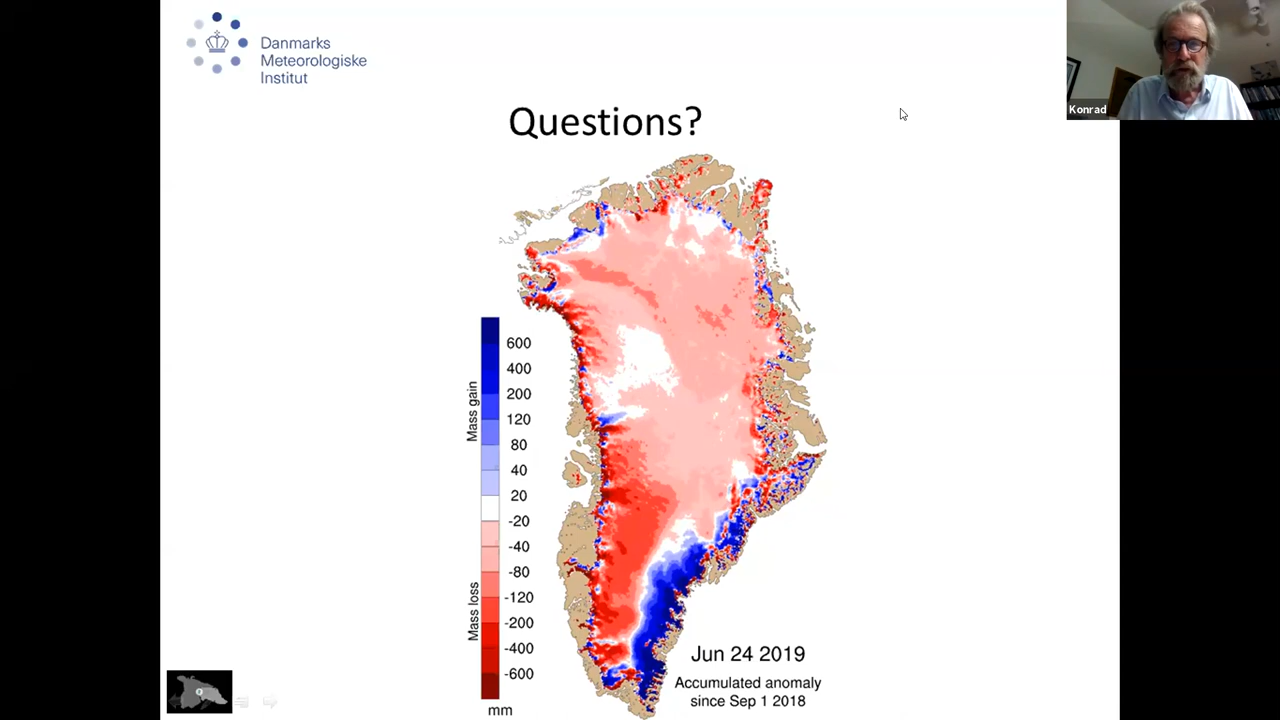 Danmarks
Meteorologiske
Institut
Konrad
Questions?
Mass gain
Mass loss
600
400
200
120
80
40
20
-20
-40
-80
-120
-200
-400
-600
mm
Jun 24 2019
Accumulated anomaly
since Sep 1 2018